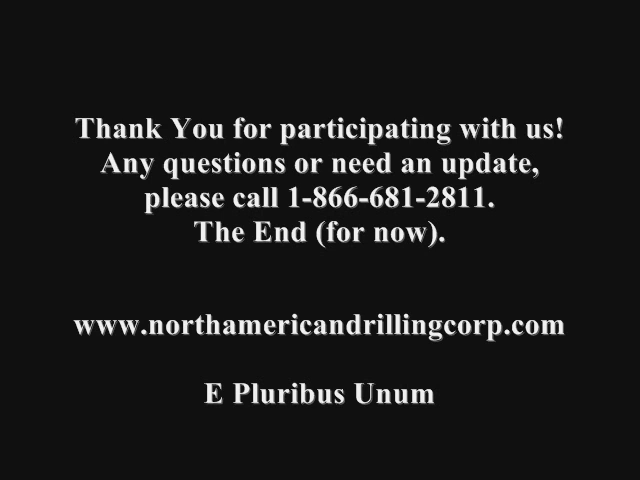 Thank You for participating with us!
Any questions or need an update,
please call 1-866-681-2811.
The End (for now).
www.northamericandrillingcorp.com
E Pluribus Unum